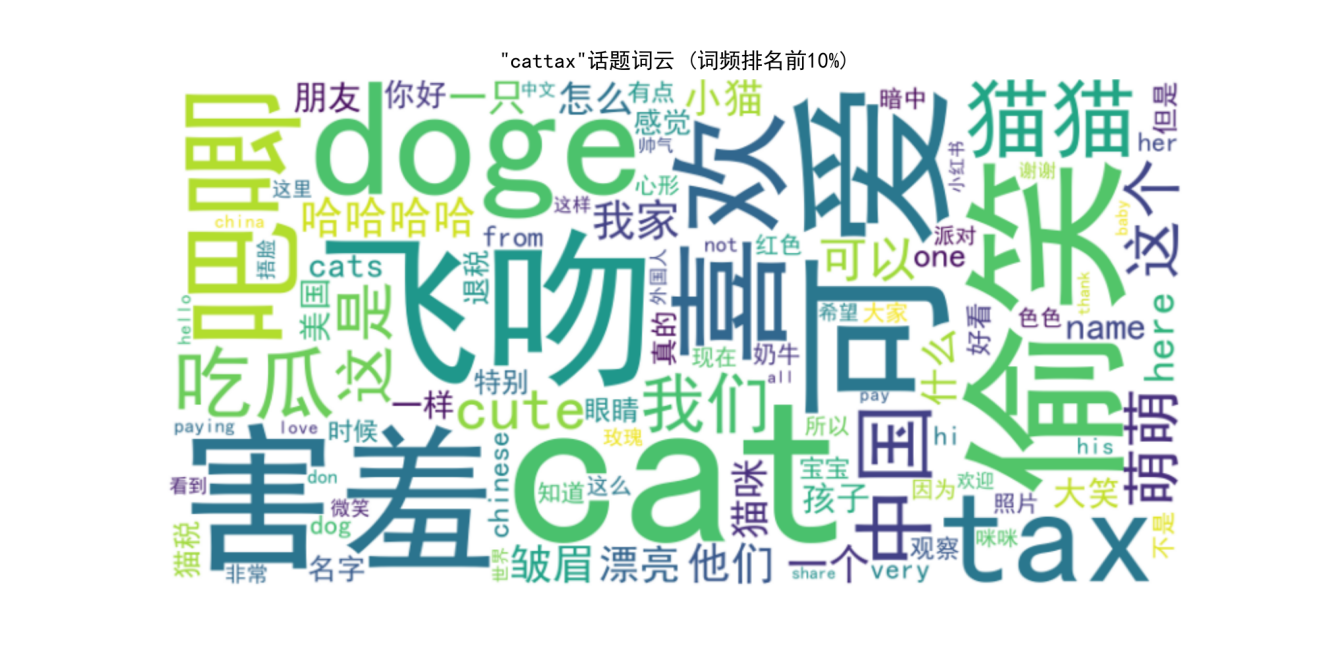 "cattax"话题词云 (词频排名前10%)
吧唧
朋友
你好
一只
中文
怎么
有点
小猫
暗中
猫猫
但是
her
doge
感觉
帅气
欢
喜
可
爱
小红书
谢谢
偷笑
这个
这里
china
哈哈哈哈
心形
这样
我家
from
not
红色
可以
派对
one
baby
捂脸
cats
退税
飞吻
外国人
hello
美国
这是
真的
现在
奶牛
all
希望
大家
什么
好看
色色
name
thank
here
吃瓜
特别
一样
cute
眼睛
我们
pay
paying
love
时候
玫瑰
所以
中国
hi
his
萌萌
害羞
cat
看到
don
微笑
dog
chinese
知道
这么
猫咪
宝宝
孩子
因为
欢迎
照片
大笑
猫税
非常
名字
世界
皱眉
漂亮
他们
share
一个
very
观察
tax
咪咪
不是